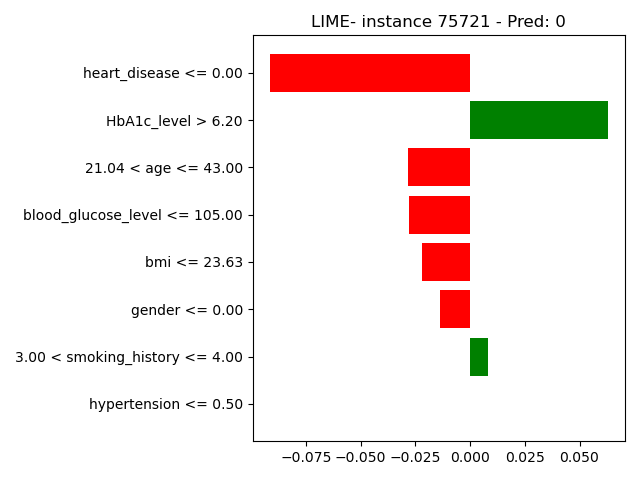 LIME- instance 75721 - Pred: 0
heart_disease <= 0.00
HbA1c_level > 6.20
21.04 < age <= 43.00
blood_glucose_level <= 105.00
bmi <= 23.63
gender <= 0.00
3.00 < smoking_history <= 4.00
hypertension <= 0.50
−0.075 −0.050 −0.025 0.000 0.025 0.050